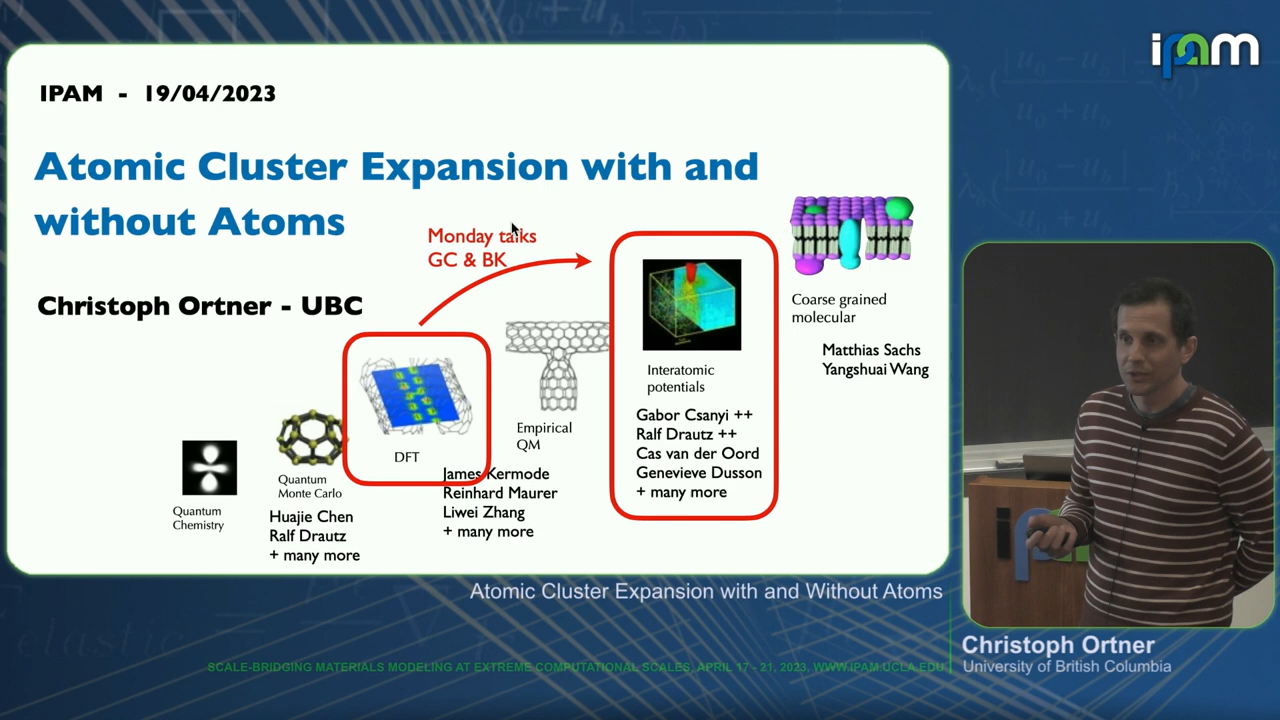 IPAM - 19/04/2023
ipam
Atomic Cluster Expansion with and
without Atoms
Monday talks
GC & BK
Christoph Ortner - UBC
Coarse grained
molecular
Matthias Sachs
Yangshuai Wang
Interatomic
potentials
Gabor Csanyi ++
Ralf Drautz ++
Cas van der Oord
Genevieve Dusson
+ many more
Empirical
QM
DFT
James Kermode
Reinhard Maurer
Liwei Zhang
+ many more
Quantum
Monte Carlo
Huajie Chen
Ralf Drautz
+ many more
Quantum
Chemistry
Atomic Cluster Expansion with and Without Atoms
Christoph Ortner
University of British Columbia
SCALE-BRIDGING MATERIALS MODELING AT EXTREME COMPUTATIONAL SCALES, APRIL 17 - 21, 2023, WWW.IPAM.UCLA.EDU
elastic